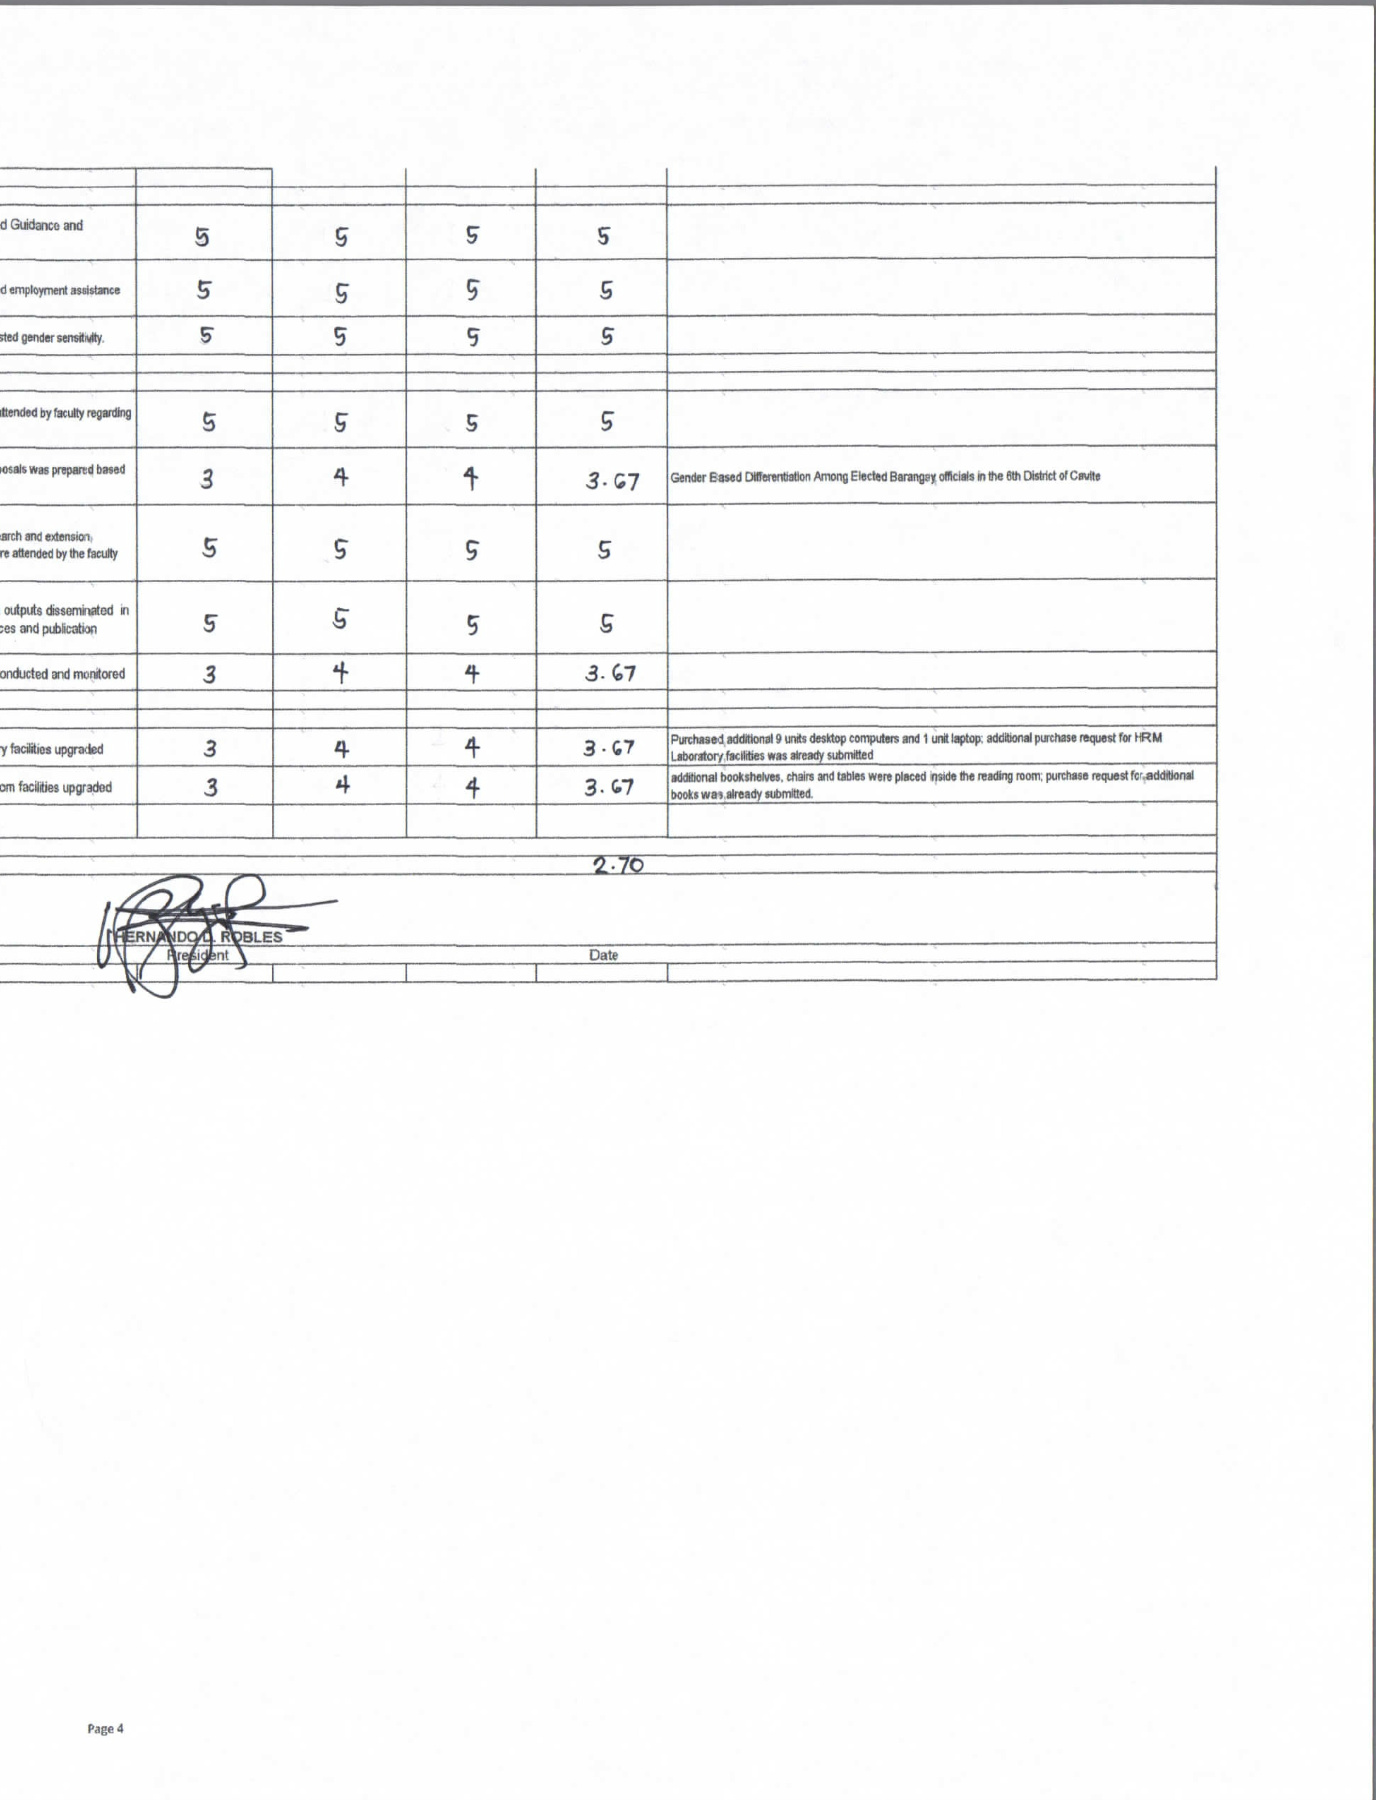 d Guidance and
5 5 5 5
d employment assistance
5 5 5 5
sted gender sensitivity.
5 5 5 5
attended by faculty regarding
5 5 5 5
osals was prepared based
3 4 4 3.67 Gender Based Differentiation Among Elected Barangay officials in the 6th District of Cavite
arch and extension,
re attended by the faculty
5 5 5 5
outputs disseminated in
ces and publication
5 5 5 5
onducted and monitored 3 4 4 3.67
y facilities upgraded 3 4 4 3.67
Purchased additional 9 units desktop computers and 1 unit laptop; additional purchase request for HRM
Laboratory facilities was already submitted
om facilities upgraded 3 4 4 3.67
additional bookshelves, chairs and tables were placed inside the reading room; purchase request for additional
books was already submitted.
2.70
HERNANDO D. ROBLES
President Date
Page 4